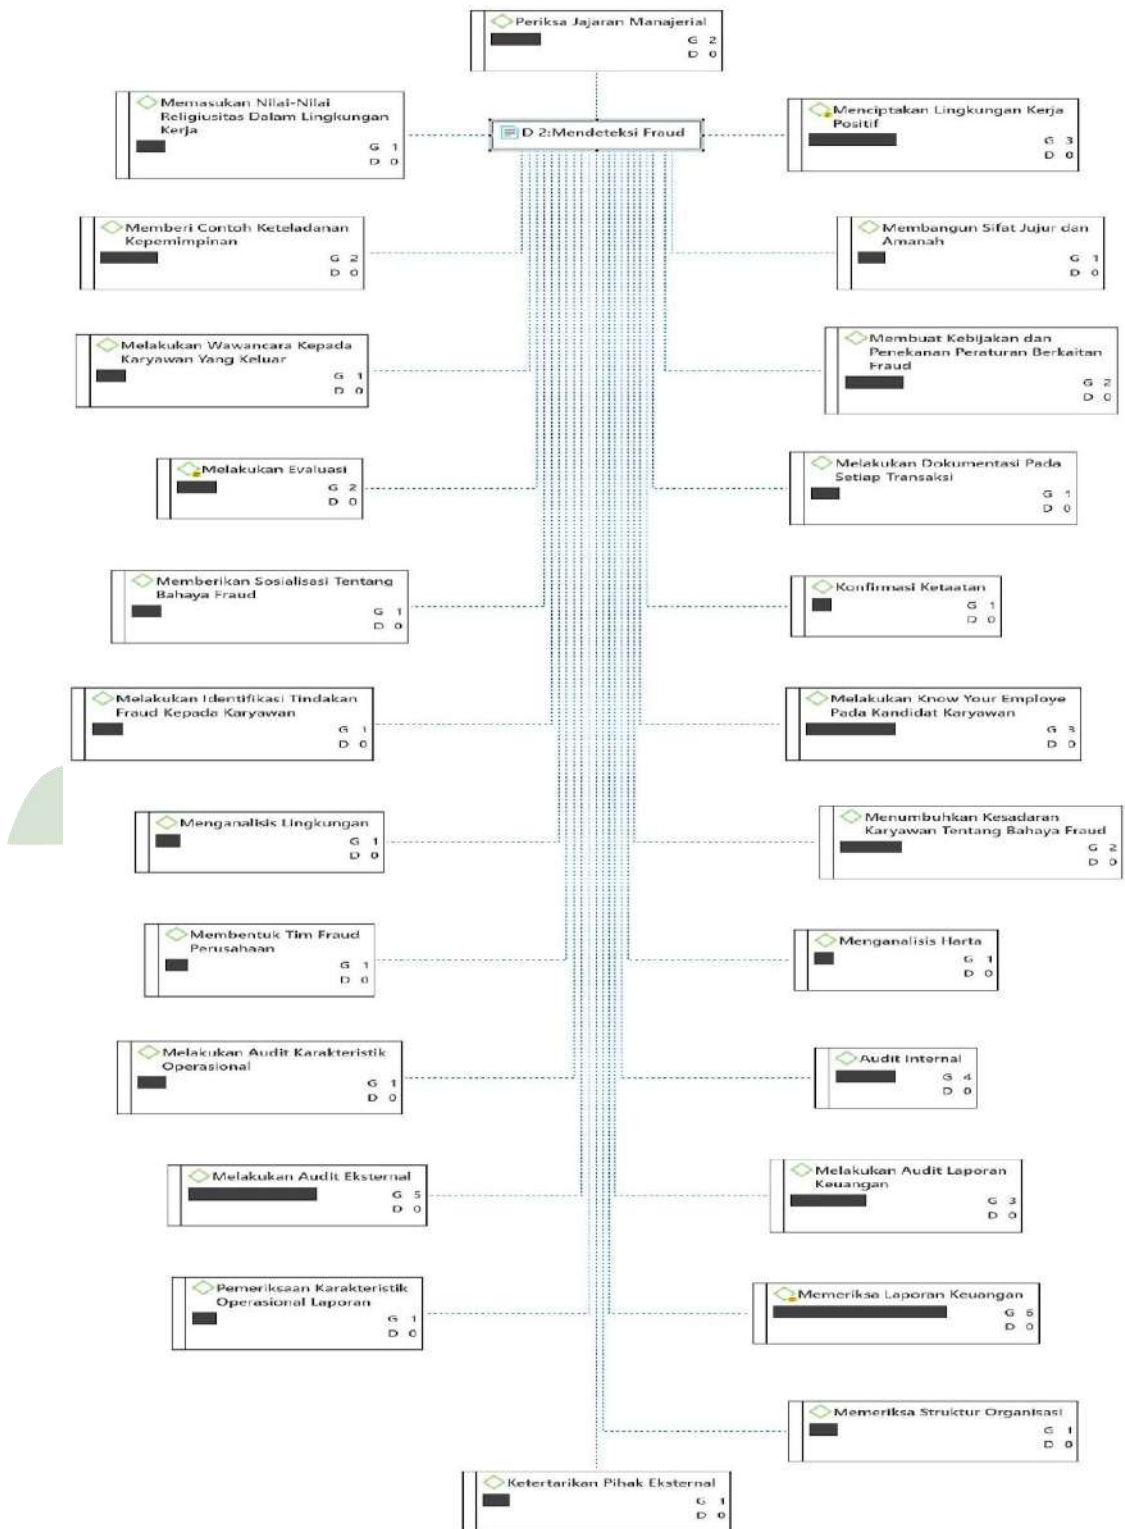 Periksa Jajaran Manajerial
G 2
D 0
Memasukan Nilai-Nilai
Religiusitas Dalam Lingkungan
Kerja
G 1
D 0
D 2:Mendeteksi Fraud
Menciptakan Lingkungan Kerja
Positif
G 3
D 0
Memberi Contoh Keteladanan
Kepemimpinan
G 2
D 0
Membangun Sifat Jujur dan
Amanah
G 1
D 0
Melakukan Wawancara Kepada
Karyawan Yang Keluar
G 1
D 0
Membuat Kebijakan dan
Penekanan Peraturan Berkaitan
Fraud
G 2
D 0
Melakukan Evaluasi
G 2
D 0
Melakukan Dokumentasi Pada
Setiap Transaksi
G 1
D 0
Memberikan Sosialisasi Tentang
Bahaya Fraud
G 1
D 0
Konfirmasi Ketaatan
G 1
D 0
Melakukan Identifikasi Tindakan
Fraud Kepada Karyawan
G 1
D 0
Melakukan Know Your Employe
Pada Kandidat Karyawan
G 3
D 0
Menganalisis Lingkungan
G 1
D 0
Menumbuhkan Kesadaran
Karyawan Tentang Bahaya Fraud
G 2
D 0
Membentuk Tim Fraud
Perusahaan
G 1
D 0
Menganalisis Harta
G 1
D 0
Melakukan Audit Karakteristik
Operasional
G 1
D 0
Audit Internal
G 4
D 0
Melakukan Audit Eksternal
G 5
D 0
Melakukan Audit Laporan
Keuangan
G 3
D 0
Pemeriksaan Karakteristik
Operasional Laporan
G 1
D 0
Memeriksa Laporan Keuangan
G 6
D 0
Memeriksa Struktur Organisasi
G 1
D 0
Ketertarikan Pihak Eksternal
G 1
D 0